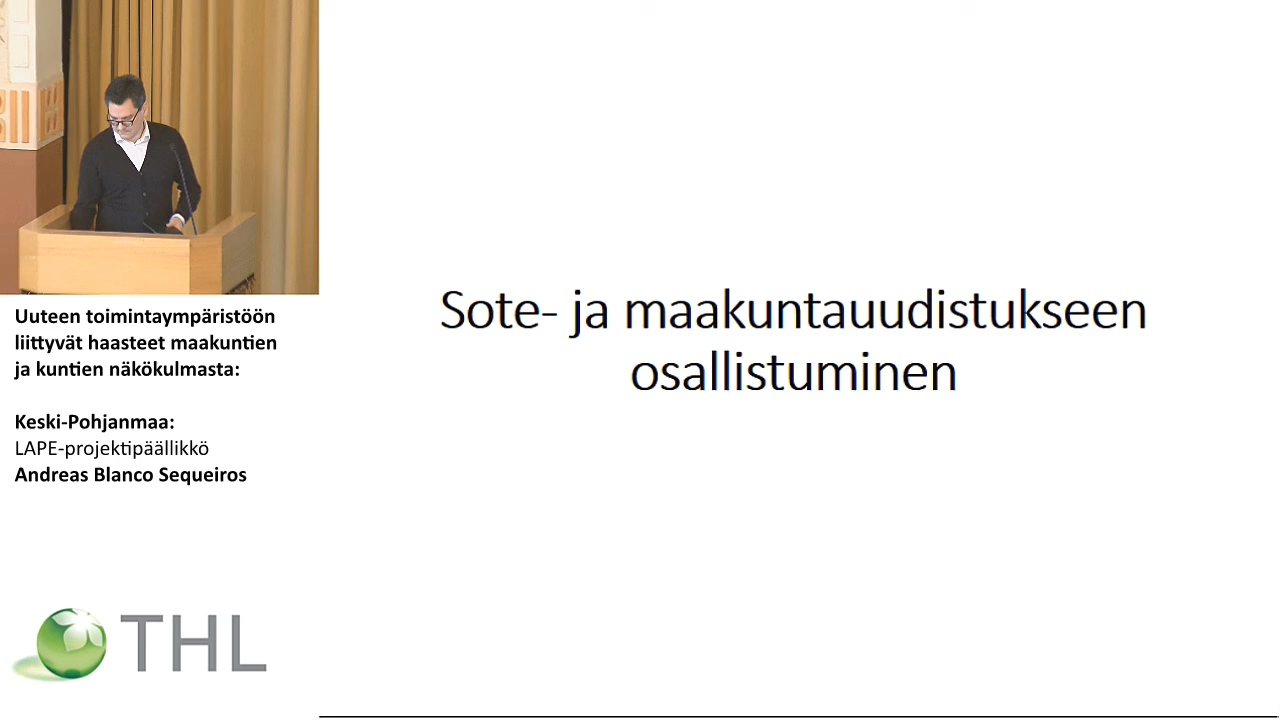 Uuteen toimintaympäristöön
liittyvät haasteet maakuntien
ja kuntien näkökulmasta:
Keski-Pohjanmaa:
LAPE-projektipäällikkö
Andreas Blanco Sequeiros
THL
Sote- ja maakuntauudistukseen
osallistuminen